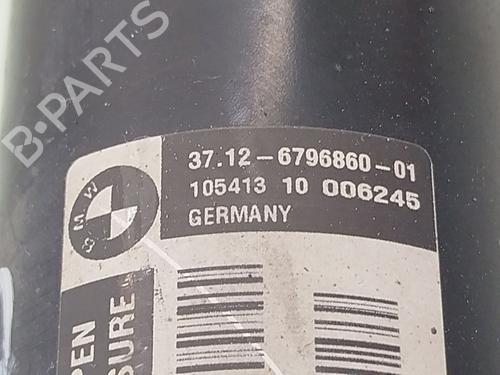 B-PARTS
37.12-6796860-01
105413 10 006245
GERMANY
BMW
PEN
SURE